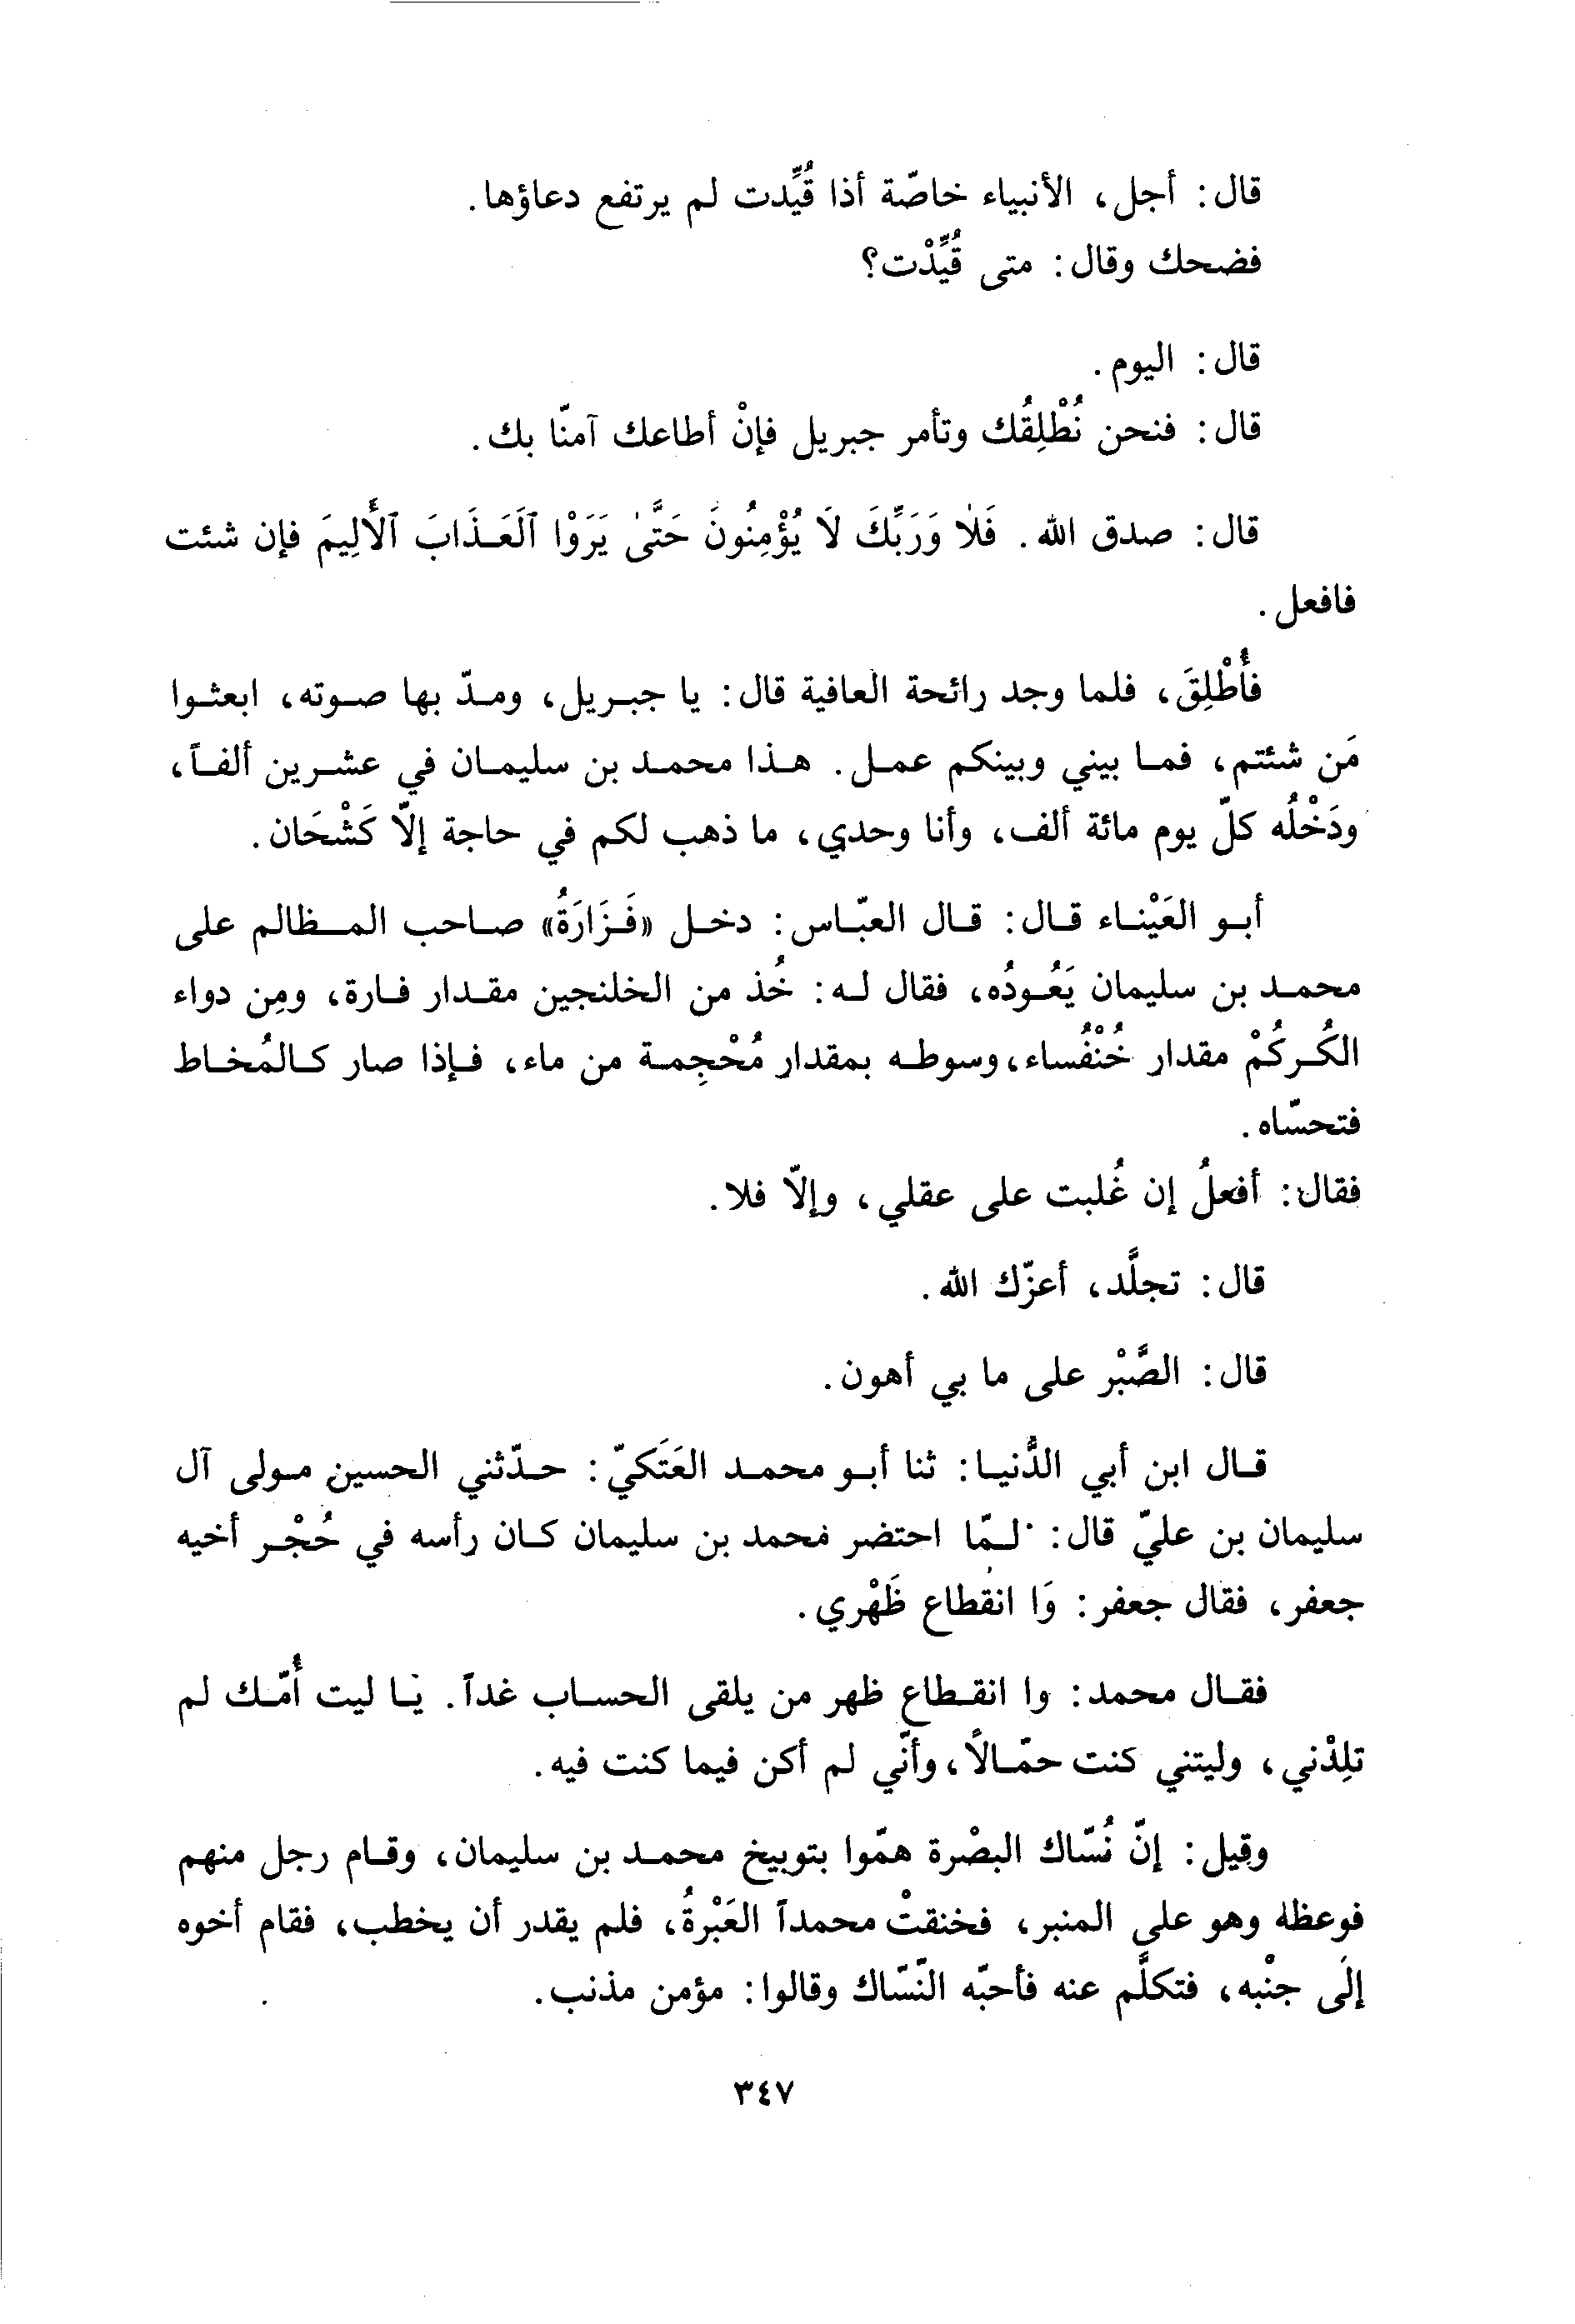 قال: أجل، الأنبياء خاصّة أذا قُيِّدت لم يرتفع دعاؤها.
فضحك وقال: متى قُيِّدْت؟
قال: اليوم.
قال: فنحن نُطْلِقُك وتأمر جبريل فإنْ أطاعك آمنّا بك.
قال: صدق الله. فَلاٰ وَرَبِّكَ لَا يُؤْمِنُونَ حَتَّىٰ يَرَوْا ٱلْعَذَابَ ٱلْأَلِيمَ فإن شئت
فافعل.
فأُطْلِقَ، فلما وجد رائحة العافية قال: يا جبريل، ومدّ بها صوته، ابعثوا
مَن شئتم، فما بيني وبينكم عمل. هذا محمد بن سليمان في عشرين ألفاً،
ودَخْلُه كلّ يوم مائة ألف، وأنا وحدي، ما ذهب لكم في حاجة إلّا كَشْحَان.
أبو العَيْناء قال: قال العبّاس: دخل «فَزَارَةُ» صاحب المظالم على
محمد بن سليمان يَعُودُه، فقال له: خُذ من الخلنجين مقدار فارة، ومِن دواء
الكُركُمْ مقدار خُنْفُساء، وسوطه بمقدار مُحْجِمة من ماء، فإذا صار كالمُخاط
فتحسّاه.
فقال: أفعلُ إن غُلبت على عقلي، وإلّا فلا.
قال: تجلَّد، أعزّك الله.
قال: الصَّبْر على ما بي أهون.
قال ابن أبي الدُّنيا: ثنا أبو محمد العَتَكيّ: حدّثني الحسين مولى آل
سليمان بن عليّ قال: لمّا احتضر محمد بن سليمان كان رأسه في حُجْر أخيه
جعفر، فقال جعفر: وَا انقطاع ظَهْري.
فقال محمد: وا انقطاع ظهر من يلقى الحساب غداً. يا ليت أُمّك لم
تلِدْني، وليتني كنت حمّالاً، وأنّي لم أكن فيما كنت فيه.
وقيل: إنّ نُسّاك البصْرة همّوا بتوبيخ محمد بن سليمان، وقام رجل منهم
فوعظه وهو على المنبر، فخنقتْ محمداً العَبْرةُ، فلم يقدر أن يخطب، فقام أخوه
إلَى جنْبه، فتكلَّم عنه فأحبّه النّسّاك وقالوا: مؤمن مذنب.
٣٤٧